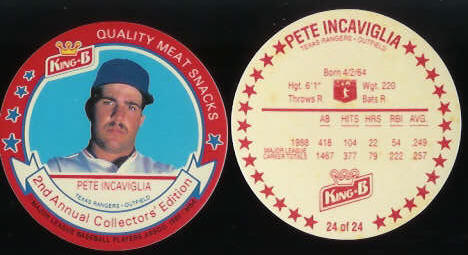 QUALITY MEAT SNACKS
KING-B
PETE INCAVIGLIA
TEXAS RANGERS - OUTFIELD
2nd Annual Collectors' Edition
MAJOR LEAGUE BASEBALL PLAYERS ASSOC.
PETE INCAVIGLIA
TEXAS RANGERS - OUTFIELD
Born 4/2/64
Hgt. 6'1" Wgt. 220
Throws R Bats R
AB HITS HRS RBI AVG.
1988 418 104 22 54 .249
MAJOR LEAGUE
CAREER TOTALS 1467 377 79 222 .257
KING-B
24 of 24